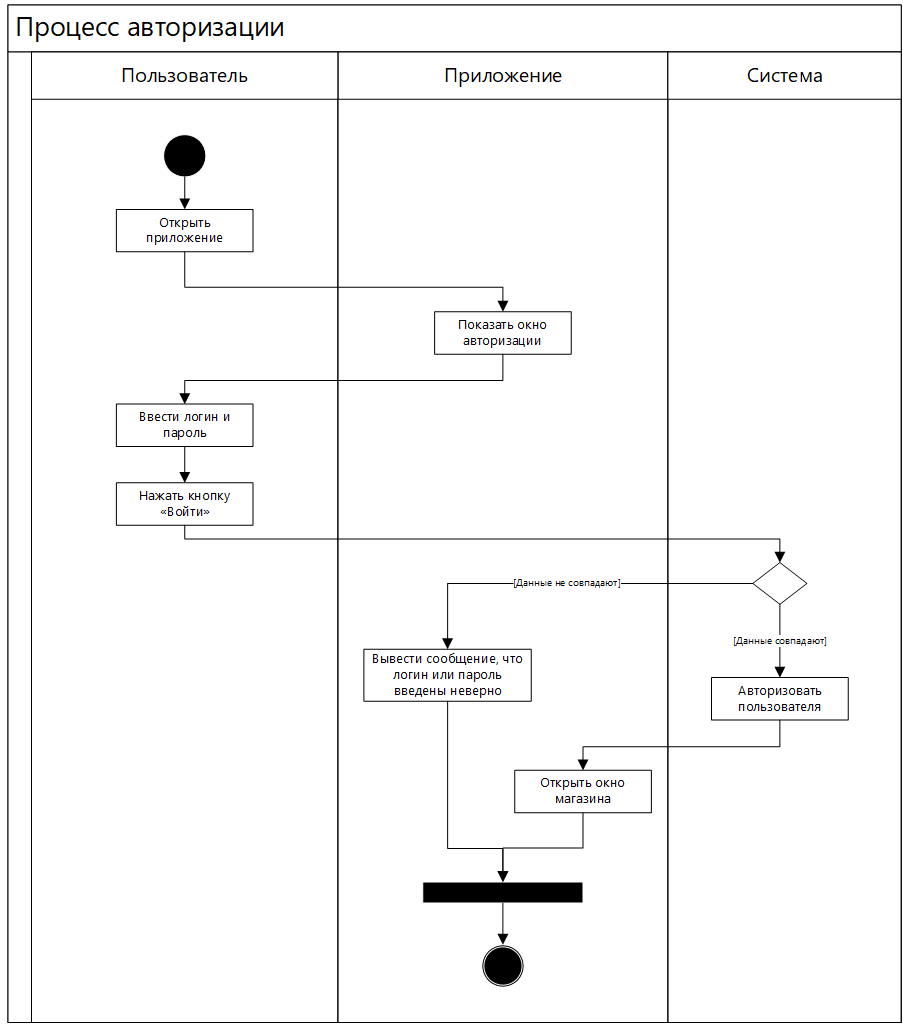 Процесс авторизации
Пользователь
Приложение
Система
Открыть
приложение
Показать окно
авторизации
Ввести логин и
пароль
Нажать кнопку
«Войти»
[Данные не совпадают]
[Данные совпадают]
Вывести сообщение, что
логин или пароль
введены неверно
Авторизовать
пользователя
Открыть окно
магазина